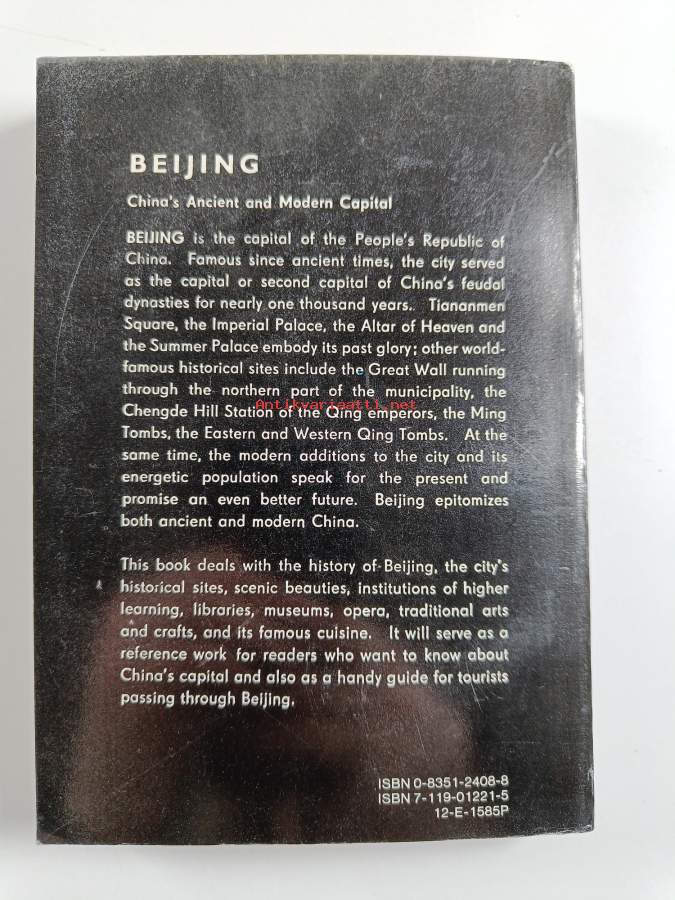 BEIJING
China's Ancient and Modern Capital
BEIJING is the capital of the People's Republic of
China. Famous since ancient times, the city served
as the capital or second capital of China's feudal
dynasties for nearly one thousand years. Tiananmen
Square, the Imperial Palace, the Altar of Heaven and
the Summer Palace embody its past glory; other world-
famous historical sites include the Great Wall running
through the northern part of the municipality, the
Antikvariaatti.net
Chengde Hill Station of the Qing emperors, the Ming
Tombs, the Eastern and Western Qing Tombs. At the
same time, the modern additions to the city and its
energetic population speak for the present and
promise an even better future. Beijing epitomizes
both ancient and modern China.
This book deals with the history of Beijing, the city's
historical sites, scenic beauties, institutions of higher
learning, libraries, museums, opera, traditional arts
and crafts, and its famous cuisine. It will serve as a
reference work for readers who want to know about
China's capital and also as a handy guide for tourists
passing through Beijing.
ISBN 0-8351-2408-8
ISBN 7-119-01221-5
12-E-1585P